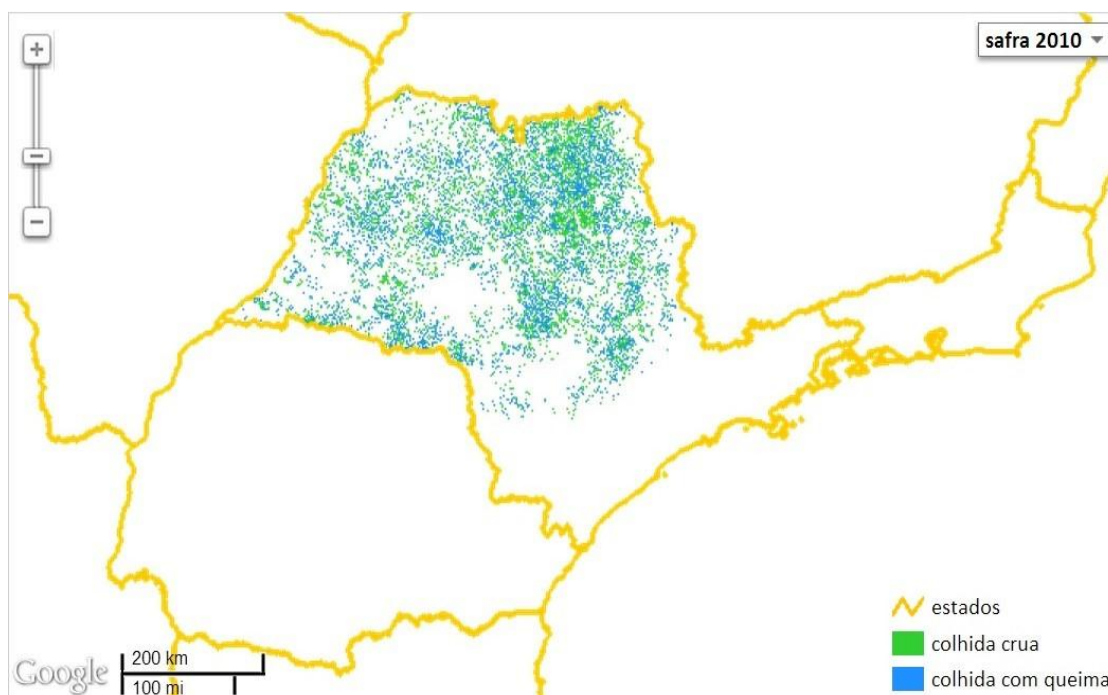 +
safra 2010
−
−
estados
colhida crua
colhida com queima
Google
200 km
100 mi